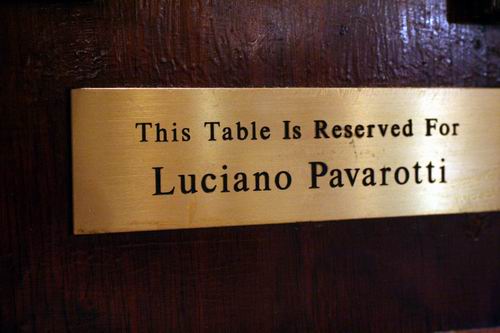 This Table Is Reserved For
Luciano Pavarotti